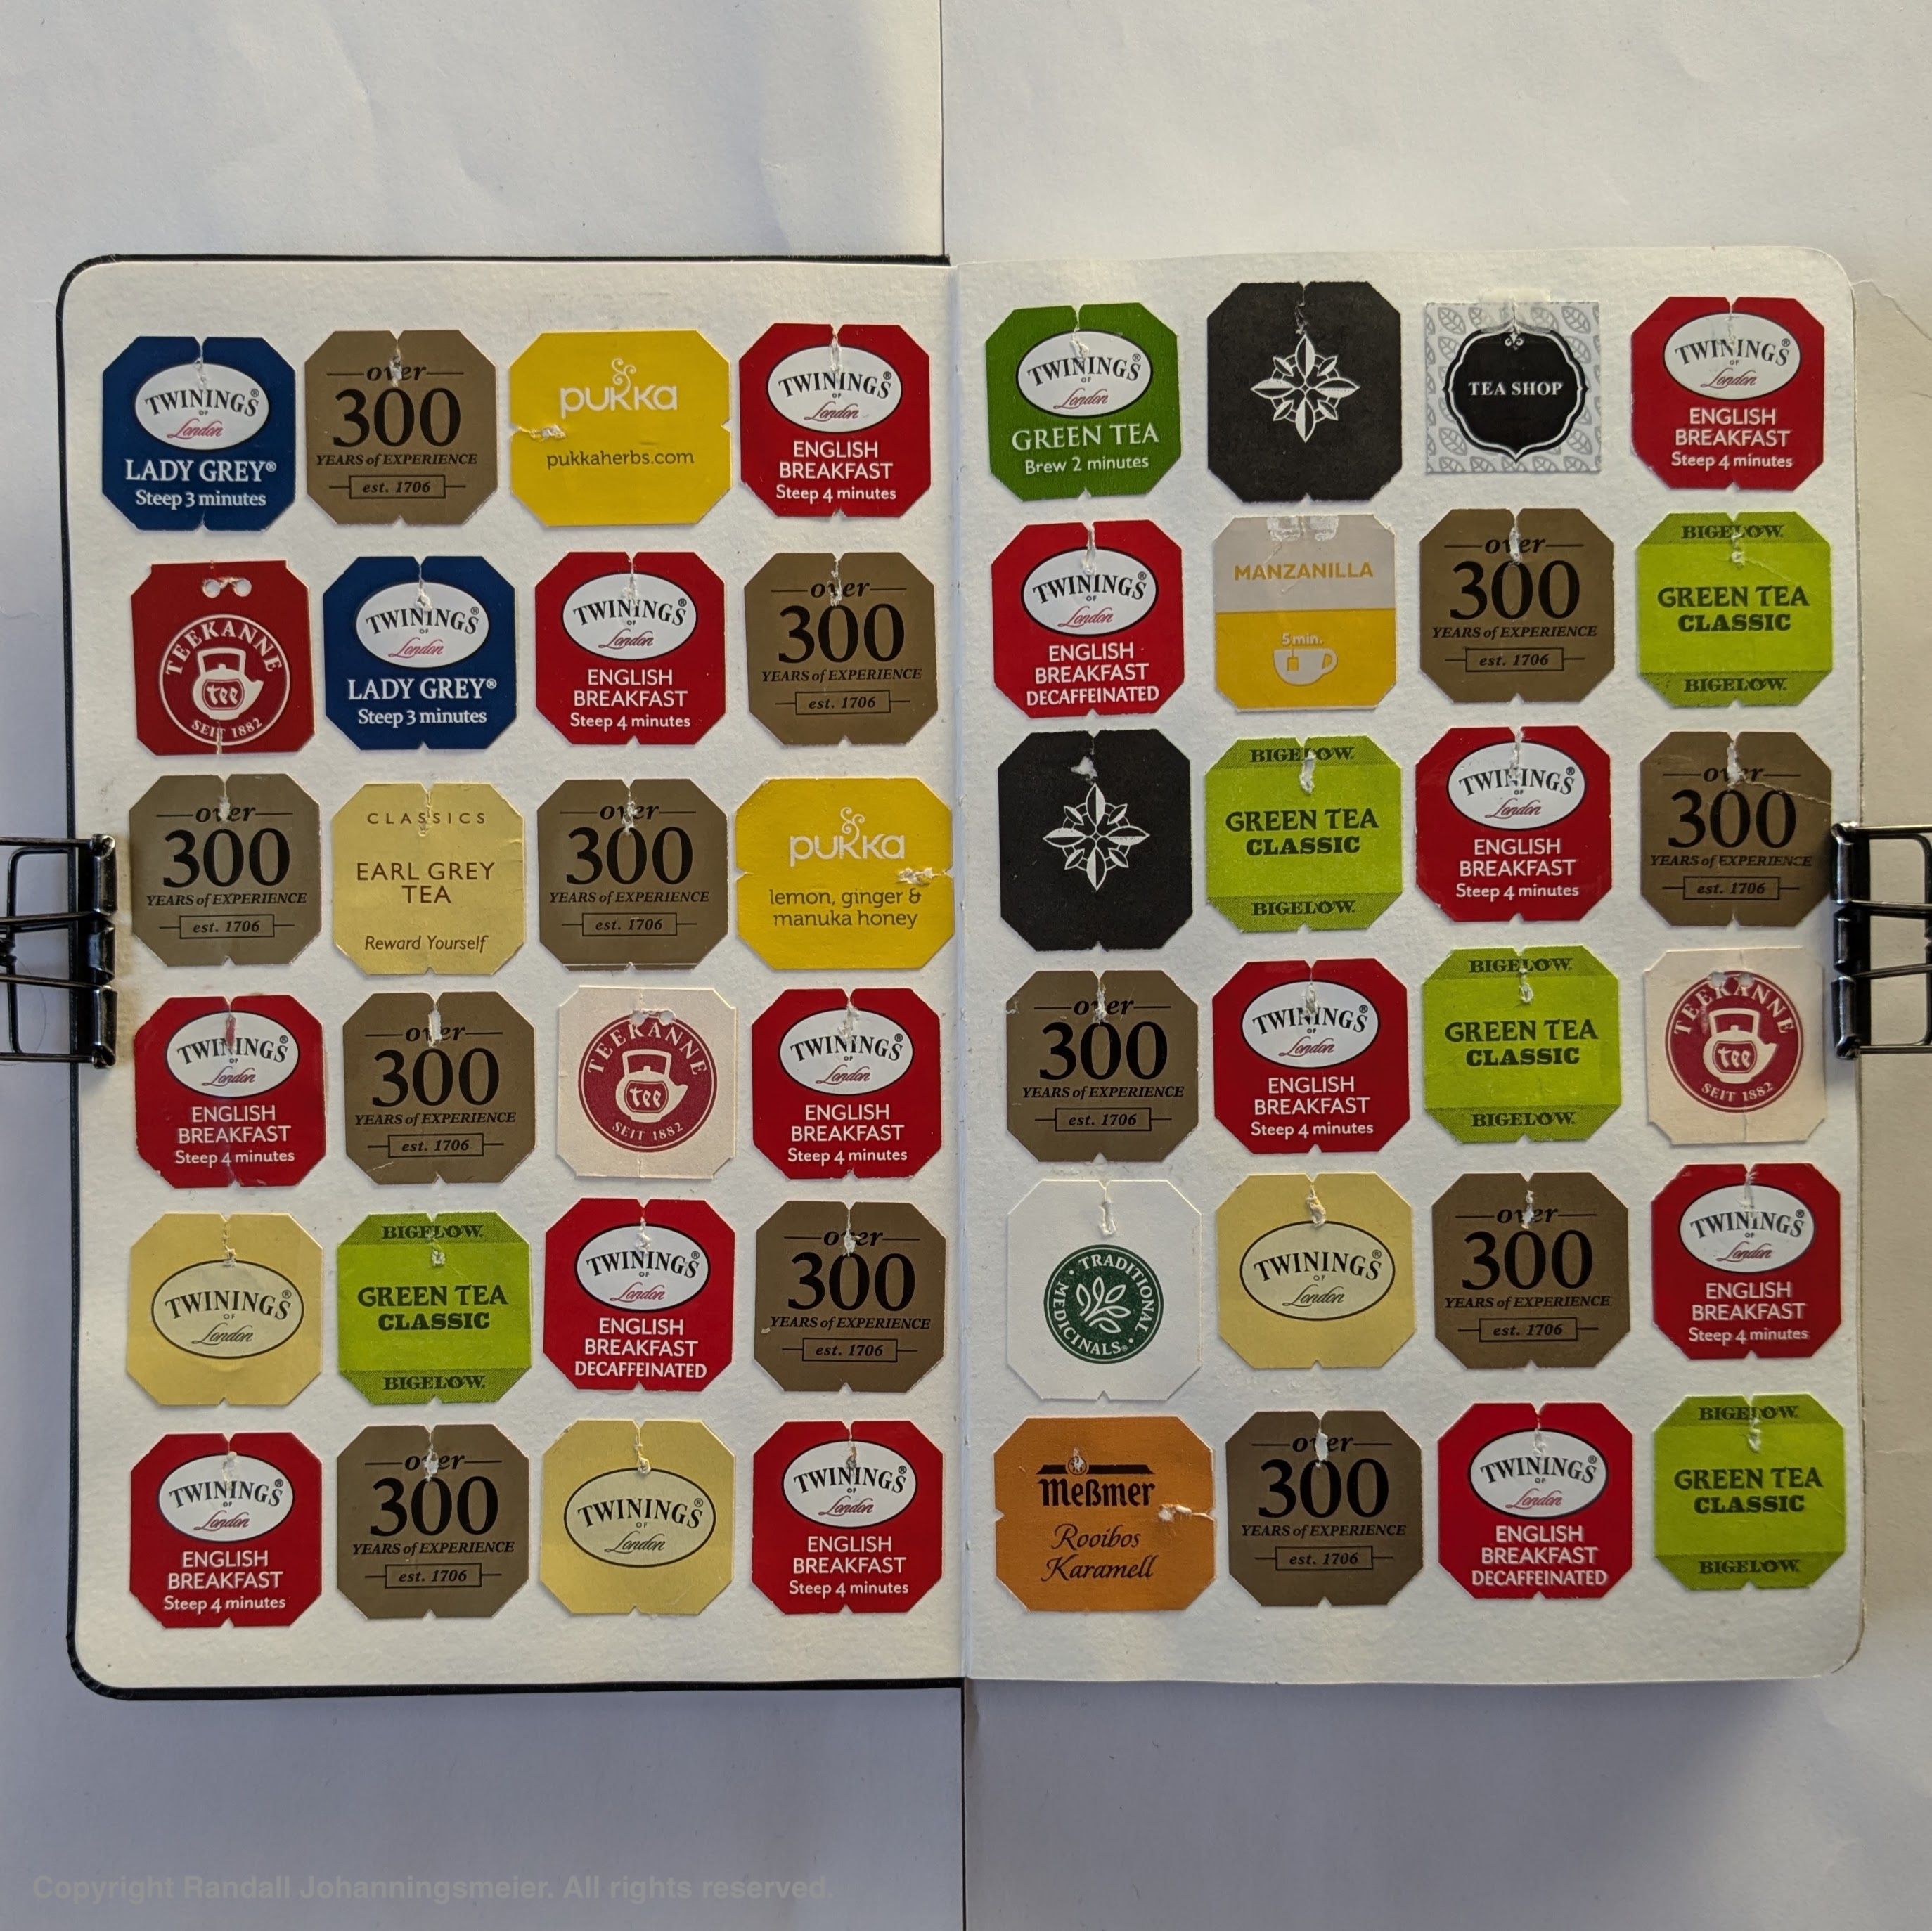 TWININGS®
OF
London
LADY GREY®
Steep 3 minutes
over
300
YEARS of EXPERIENCE
est. 1706
pukka
pukkaherbs.com
TWININGS®
OF
London
ENGLISH
BREAKFAST
Steep 4 minutes
TEEKANNE
tee
SEIT 1882
TWININGS®
OF
London
LADY GREY®
Steep 3 minutes
TWININGS®
OF
London
ENGLISH
BREAKFAST
Steep 4 minutes
over
300
YEARS of EXPERIENCE
est. 1706
over
300
YEARS of EXPERIENCE
est. 1706
CLASSICS
EARL GREY
TEA
Reward Yourself
over
300
YEARS of EXPERIENCE
est. 1706
pukka
lemon, ginger &
manuka honey
TWININGS®
OF
London
ENGLISH
BREAKFAST
Steep 4 minutes
over
300
YEARS of EXPERIENCE
est. 1706
TEEKANNE
tee
SEIT 1882
TWININGS®
OF
London
ENGLISH
BREAKFAST
Steep 4 minutes
TWININGS®
OF
London
BIGELOW.
GREEN TEA
CLASSIC
BIGELOW.
TWININGS®
OF
London
ENGLISH
BREAKFAST
DECAFFEINATED
over
300
YEARS of EXPERIENCE
est. 1706
TWININGS®
OF
London
ENGLISH
BREAKFAST
Steep 4 minutes
over
300
YEARS of EXPERIENCE
est. 1706
TWININGS®
OF
London
TWININGS®
OF
London
ENGLISH
BREAKFAST
Steep 4 minutes
TWININGS®
OF
London
GREEN TEA
Brew 2 minutes
TEA SHOP
TWININGS®
OF
London
ENGLISH
BREAKFAST
Steep 4 minutes
TWININGS®
OF
London
ENGLISH
BREAKFAST
DECAFFEINATED
MANZANILLA
5 min.
over
300
YEARS of EXPERIENCE
est. 1706
BIGELOW.
GREEN TEA
CLASSIC
BIGELOW.
BIGELOW.
GREEN TEA
CLASSIC
BIGELOW.
TWININGS®
OF
London
ENGLISH
BREAKFAST
Steep 4 minutes
over
300
YEARS of EXPERIENCE
est. 1706
over
300
YEARS of EXPERIENCE
est. 1706
TWININGS®
OF
London
ENGLISH
BREAKFAST
Steep 4 minutes
BIGELOW.
GREEN TEA
CLASSIC
BIGELOW.
TEEKANNE
tee
SEIT 1882
• TRADITIONAL •
MEDICINALS®
TWININGS®
OF
London
over
300
YEARS of EXPERIENCE
est. 1706
TWININGS®
OF
London
ENGLISH
BREAKFAST
Steep 4 minutes
Meßmer
Rooibos
Karamell
over
300
YEARS of EXPERIENCE
est. 1706
TWININGS®
OF
London
ENGLISH
BREAKFAST
DECAFFEINATED
BIGELOW.
GREEN TEA
CLASSIC
BIGELOW.
Copyright Randall Johanningsmeier. All rights reserved.